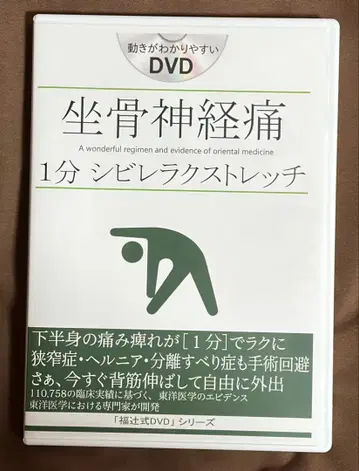 動きがわかりやすい
DVD
坐骨神経痛
A wonderful regimen and evidence of oriental medicine
1分 シビレラクストレッチ
下半身の痛み痺れが[1分]でラクに
狭窄症・ヘルニア・分離すべり症も手術回避
さぁ、今すぐ背筋伸ばして自由に外出
110,758の臨床実績に基づく、東洋医学のエビデンス
東洋医学における専門家が開発
「福辻式DVD」シリーズ